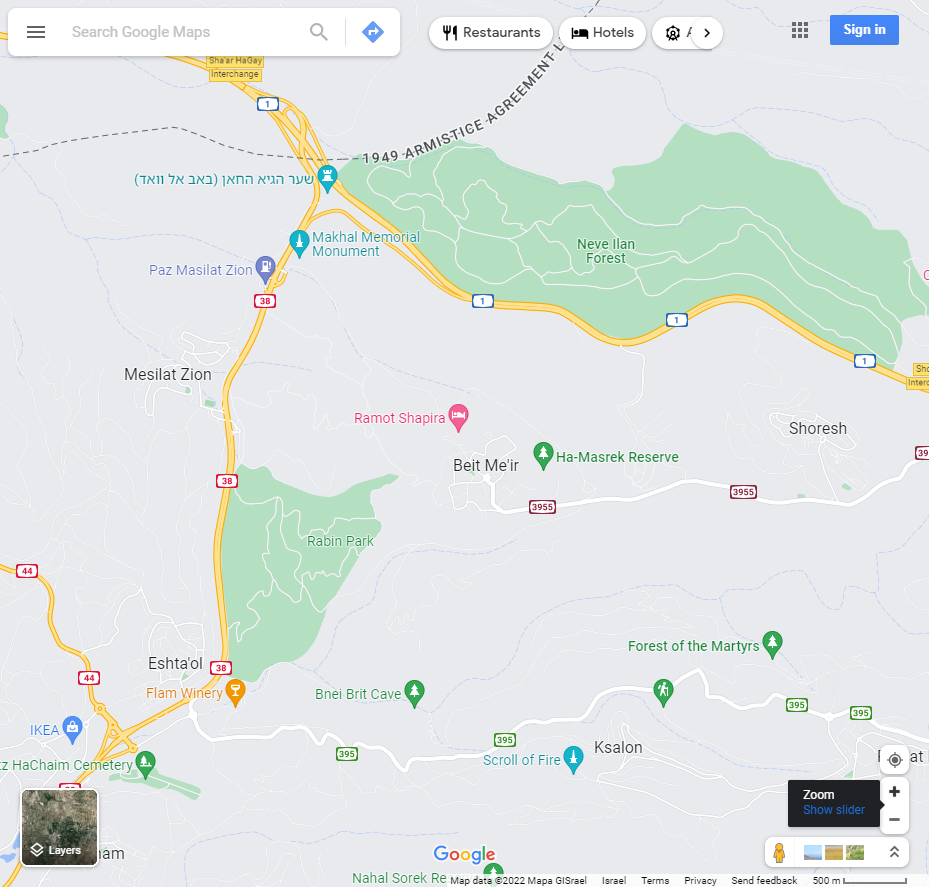 Search Google Maps
Restaurants
Hotels
Sign in
Sha'ar HaGay
Interchange
1
1949 ARMISTICE AGREEMENT L
שער הגיא החאן (באב אל וואד)
Makhal Memorial
Monument
Neve Ilan
Forest
Paz Masilat Zion
38
1
1
1
Sho
Interc
Mesilat Zion
Ramot Shapira
Shoresh
Beit Me'ir
Ha-Masrek Reserve
38
3955
3955
39
Rabin Park
44
Forest of the Martyrs
Eshta'ol
38
44
Flam Winery
Bnei Brit Cave
395
395
IKEA
395
395
Ksalon
Scroll of Fire
tz HaChaim Cemetery
at
Zoom
Show slider
Layers
am
Google
Nahal Sorek Re
Map data ©2022 Mapa GISrael
Israel
Terms
Privacy
Send feedback
500 m